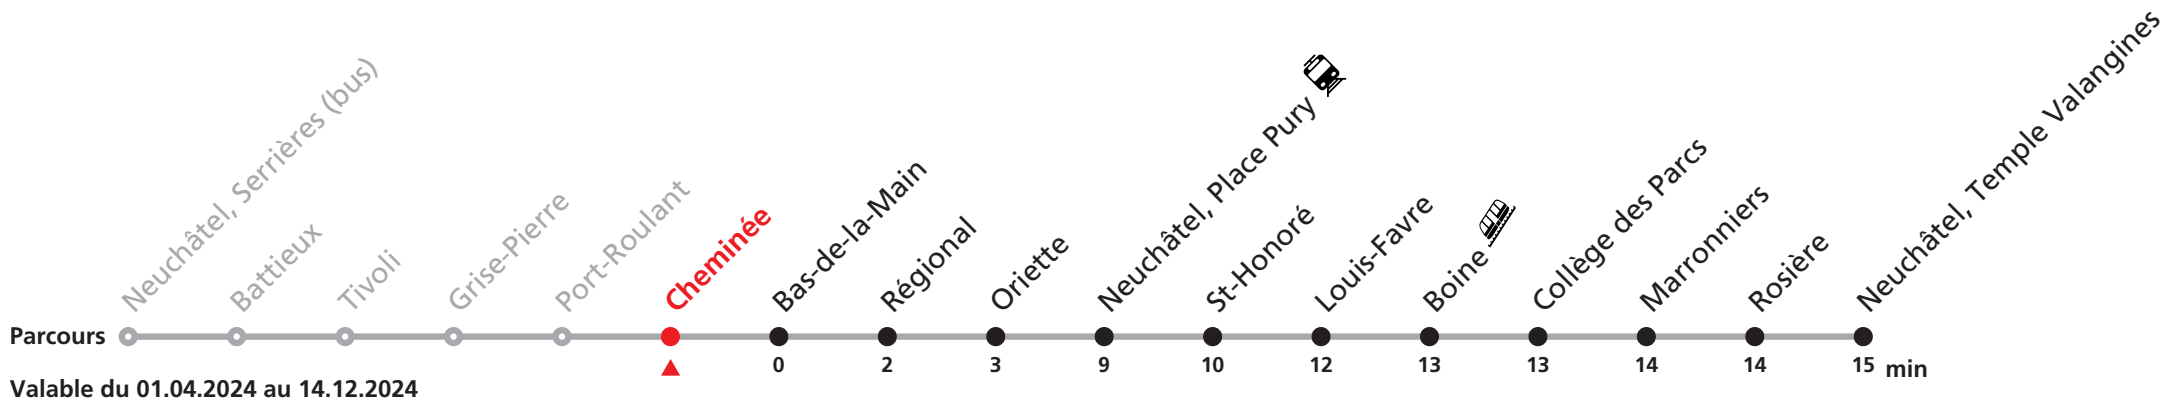 Neuchâtel, Serrières (bus)
Battieux
Tivoli
Grise-Pierre
Port-Roulant
Cheminée
Bas-de-la-Main
Régional
Oriette
Neuchâtel, Place Pury
St-Honoré
Louis-Favre
Boine
Collège des Parcs
Marronniers
Rosière
Neuchâtel, Temple Valangines
Parcours
0 2 3 9 10 12 13 13 14 14 15 min
Valable du 01.04.2024 au 14.12.2024